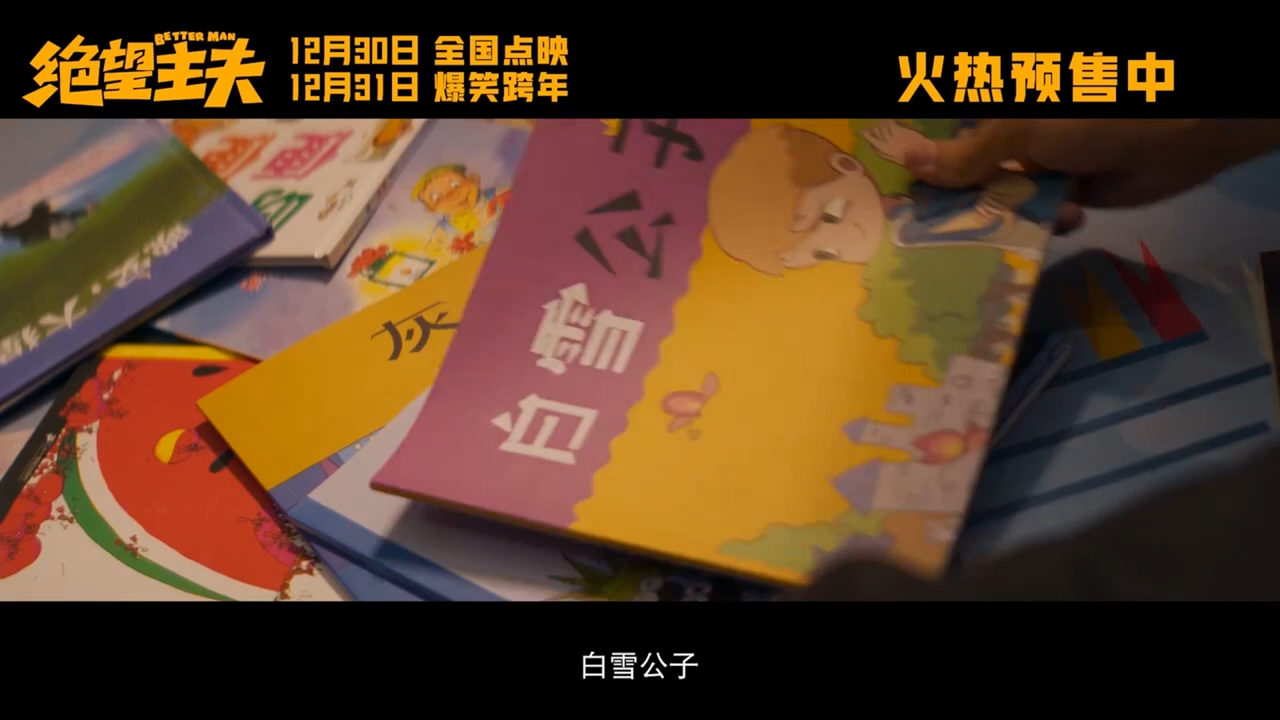 绝望主夫
BETTER MAN
12月30日 全国点映
12月31日 爆笑跨年
火热预售中
白雪公子
灰
白雪公子